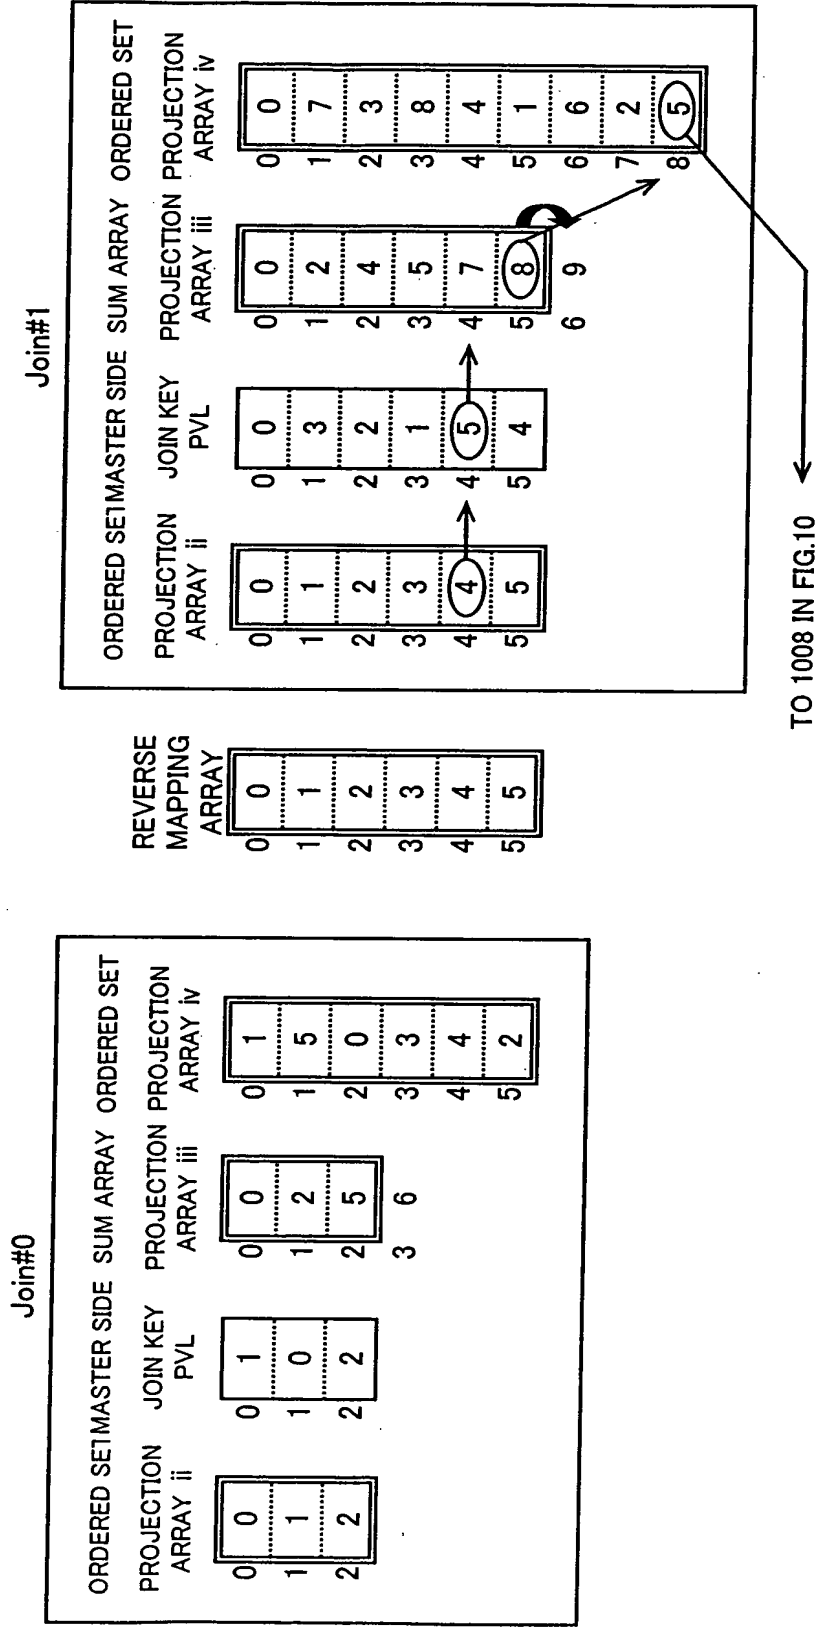 Join#0
ORDERED SETMASTER SIDE SUM ARRAY ORDERED SET
PROJECTION JOIN KEY PROJECTION PROJECTION
ARRAY ii PVL ARRAY iii ARRAY iv
0 0 0 1 0 0 0 1
1 1 1 0 1 2 1 5
2 2 2 2 2 5 2 0
3 6 3 3
4 4
5 2
REVERSE
MAPPING
ARRAY
0 0
1 1
2 2
3 3
4 4
5 5
Join#1
ORDERED SETMASTER SIDE SUM ARRAY ORDERED SET
PROJECTION JOIN KEY PROJECTION PROJECTION
ARRAY ii PVL ARRAY iii ARRAY iv
0 0 0 0 0 0 0 0
1 1 1 3 1 2 1 7
2 2 2 2 2 4 2 3
3 3 3 1 3 5 3 8
4 4 4 5 4 7 4 4
5 5 5 4 5 8 5 1
6 9 6 6
7 2
8 5
TO 1008 IN FIG.10